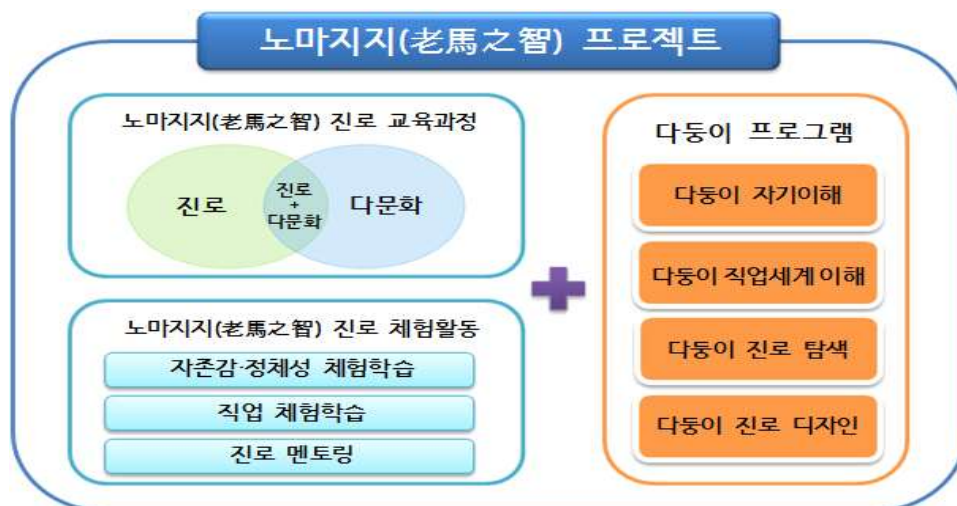 노마지지(老馬之智) 프로젝트
노마지지(老馬之智) 진로 교육과정
진로
진로
+
다문화
다문화
노마지지(老馬之智) 진로 체험활동
자존감·정체성 체험학습
직업 체험학습
진로 멘토링
다둥이 프로그램
다둥이 자기이해
다둥이 직업세계 이해
다둥이 진로 탐색
다둥이 진로 디자인